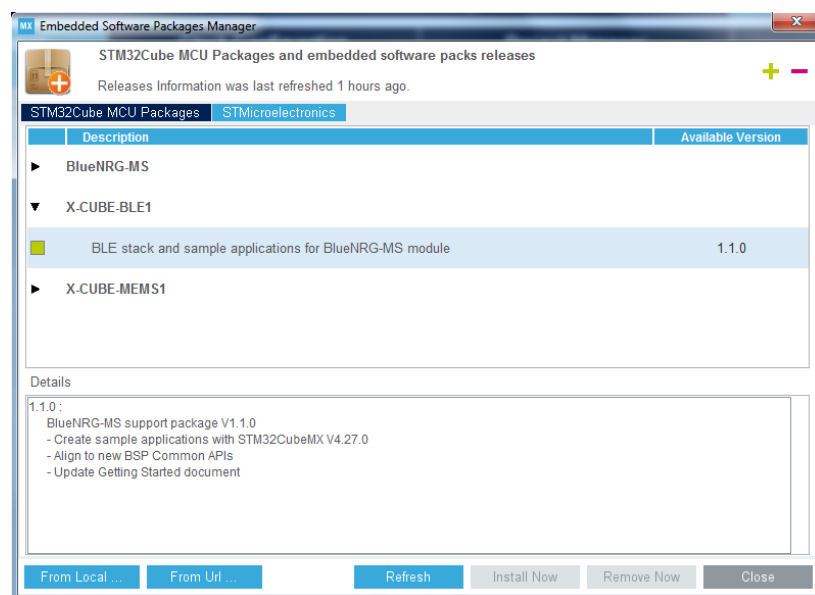 MX Embedded Software Packages Manager
x
STM32Cube MCU Packages and embedded software packs releases
Releases Information was last refreshed 1 hours ago.
STM32Cube MCU Packages STMicroelectronics
Description Available Version
BlueNRG-MS
X-CUBE-BLE1
BLE stack and sample applications for BlueNRG-MS module 1.1.0
X-CUBE-MEMS1
Details
1.1.0 :
BlueNRG-MS support package V1.1.0
- Create sample applications with STM32CubeMX V4.27.0
- Align to new BSP Common APIs
- Update Getting Started document
From Local ... From Url ... Refresh Install Now Remove Now Close